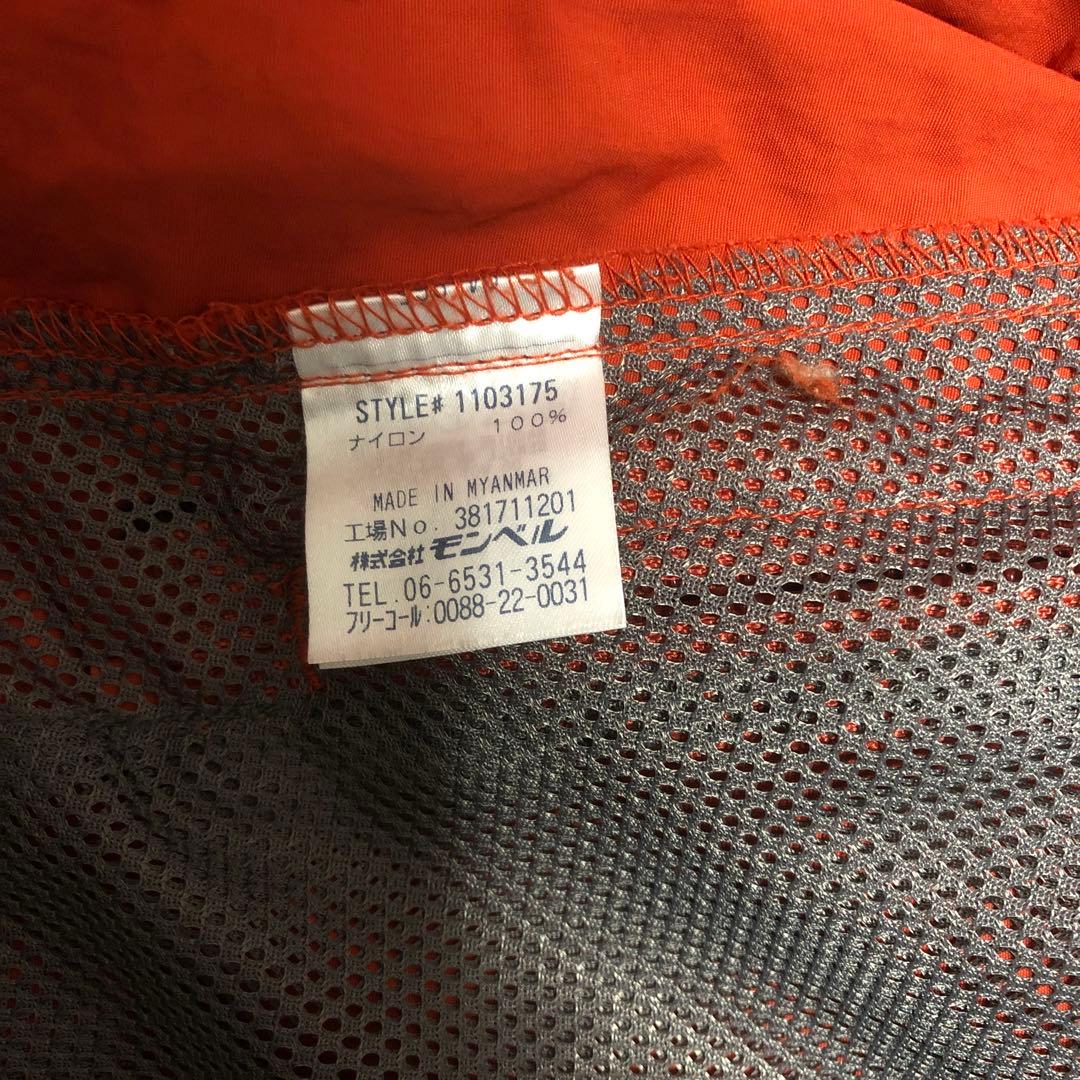 STYLE# 1103175
ナイロン 100%
MADE IN MYANMAR
工場No. 381711201
株式会社 モンベル
TEL.06-6531-3544
フリーコール:0088-22-0031